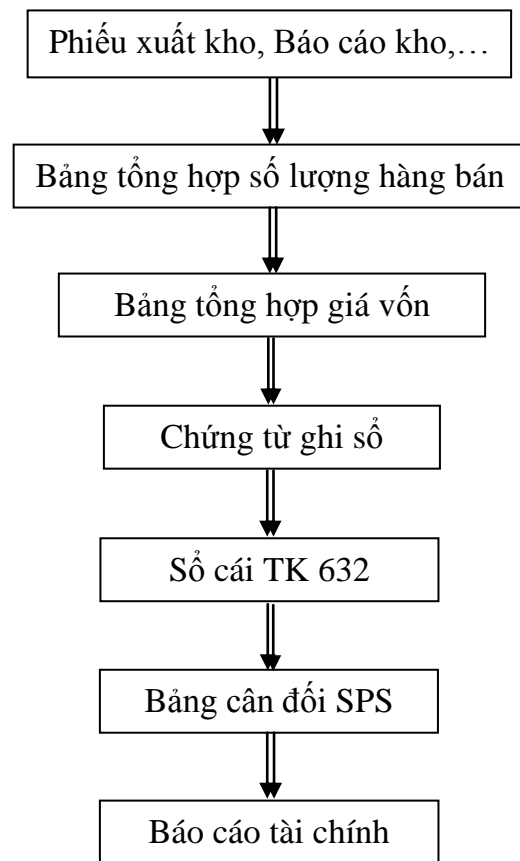 Phiếu xuất kho, Báo cáo kho,…
Bảng tổng hợp số lượng hàng bán
Bảng tổng hợp giá vốn
Chứng từ ghi sổ
Sổ cái TK 632
Bảng cân đối SPS
Báo cáo tài chính